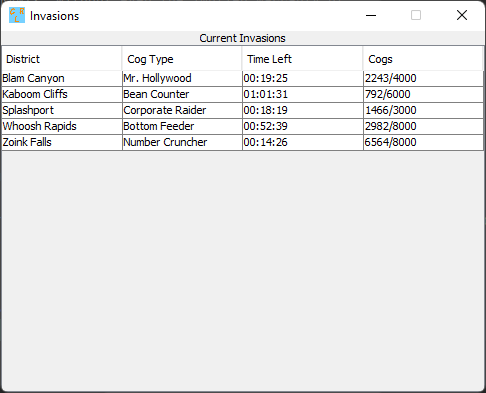 Invasions
Current Invasions
District Cog Type Time Left Cogs
Blam Canyon Mr. Hollywood 00:19:25 2243/4000
Kaboom Cliffs Bean Counter 01:01:31 792/6000
Splashport Corporate Raider 00:18:19 1466/3000
Whoosh Rapids Bottom Feeder 00:52:39 2982/8000
Zoink Falls Number Cruncher 00:14:26 6564/8000